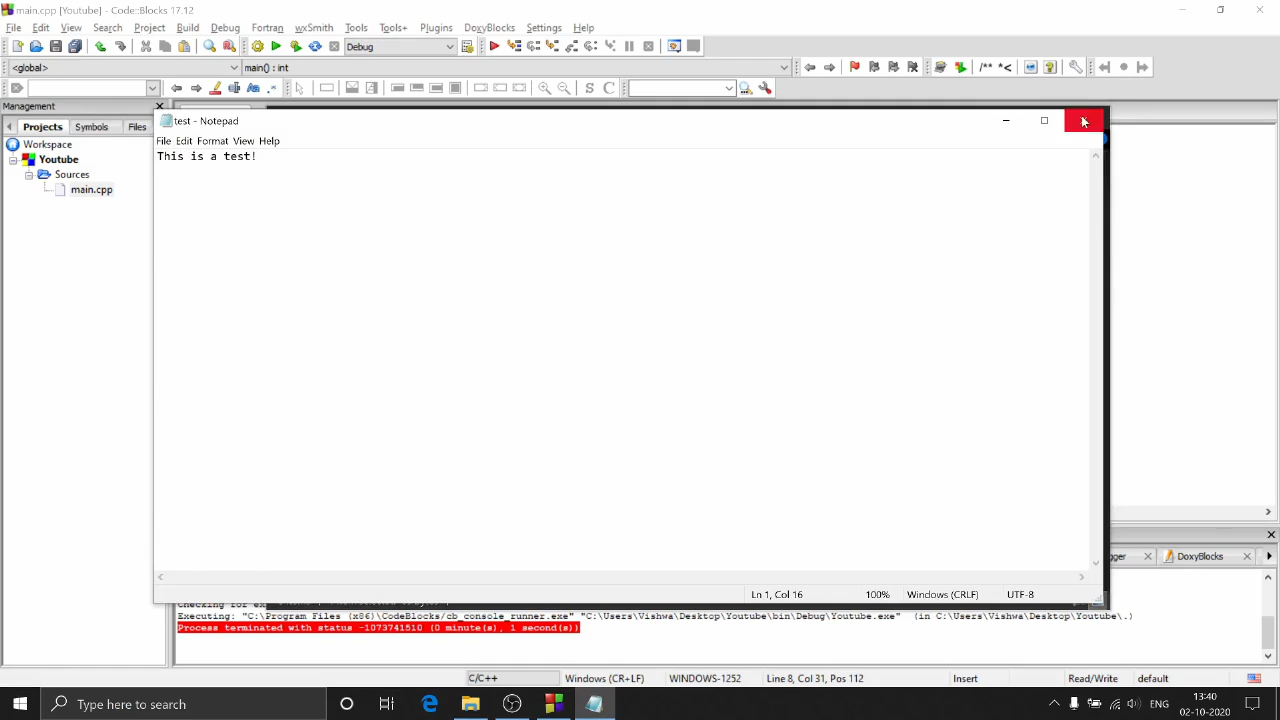 main.cpp [Youtube] - Code::Blocks 17.12
File Edit View Search Project Build Debug Fortran wxSmith Tools Tools+ Plugins DoxyBlocks Settings Help
Debug
<global> main() : int
/** *<
S C
Management
Projects Symbols Files
Workspace
Youtube
Sources
main.cpp
test - Notepad
File Edit Format View Help
This is a test!
Ln 1, Col 16 100% Windows (CRLF) UTF-8
DoxyBlocks
Executing: "C:\Program Files (x86)\CodeBlocks/cb_console_runner.exe" "C:\Users\Vishwa\Desktop\Youtube\bin\Debug\Youtube.exe" (in C:\Users\Vishwa\Desktop\Youtube\.)
Process terminated with status -1073741510 (0 minute(s), 1 second(s))
C/C++ Windows (CR+LF) WINDOWS-1252 Line 8, Col 31, Pos 112 Insert Read/Write default
Type here to search
ENG
13:40
02-10-2020